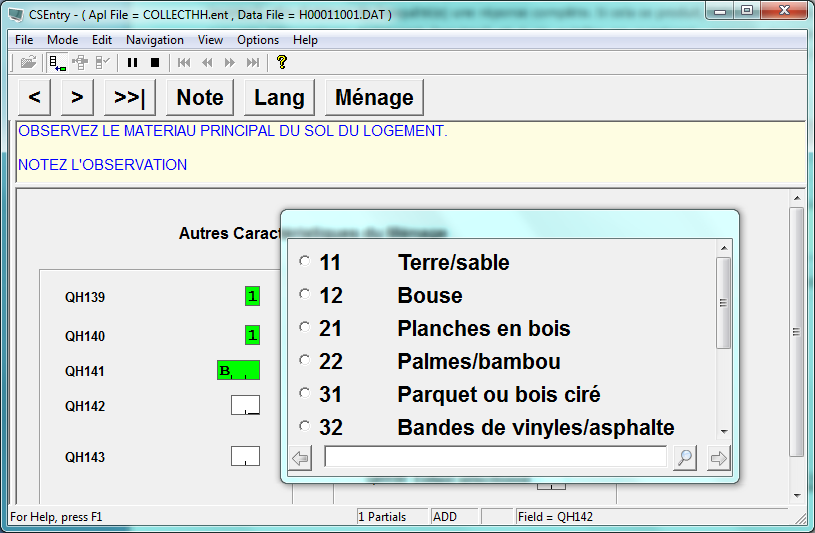 CSEntry - ( Apl File = COLLECTHH.ent , Data File = H00011001.DAT )
File Mode Edit Navigation View Options Help
< > >>| Note Lang Ménage
OBSERVEZ LE MATERIAU PRINCIPAL DU SOL DU LOGEMENT.
NOTEZ L'OBSERVATION
Autres Caractéristiques du Ménage
11 Terre/sable
QH139 1
12 Bouse
21 Planches en bois
QH140 1
22 Palmes/bambou
QH141 B
31 Parquet ou bois ciré
QH142
32 Bandes de vinyles/asphalte
QH143
For Help, press F1
1 Partials
ADD
Field = QH142